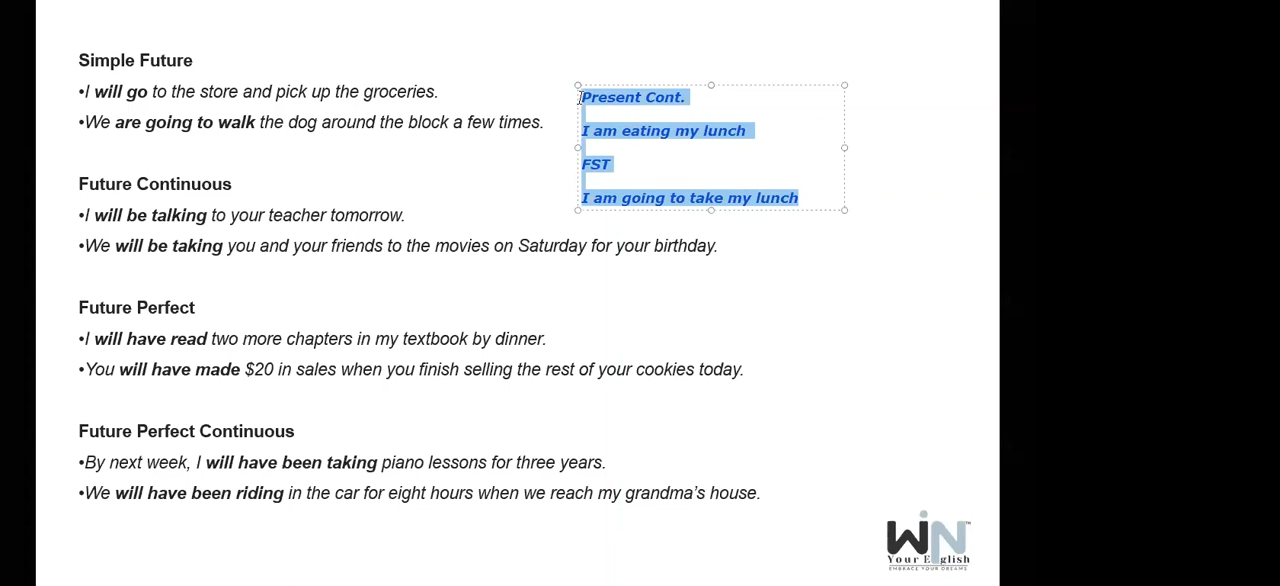 Simple Future
•I will go to the store and pick up the groceries.
•We are going to walk the dog around the block a few times.
Present Cont.
I am eating my lunch
FST
I am going to take my lunch
Future Continuous
•I will be talking to your teacher tomorrow.
•We will be taking you and your friends to the movies on Saturday for your birthday.
Future Perfect
•I will have read two more chapters in my textbook by dinner.
•You will have made $20 in sales when you finish selling the rest of your cookies today.
Future Perfect Continuous
•By next week, I will have been taking piano lessons for three years.
•We will have been riding in the car for eight hours when we reach my grandma’s house.
WiN™
Your E glish
EMBRACE YOUR DREAMS